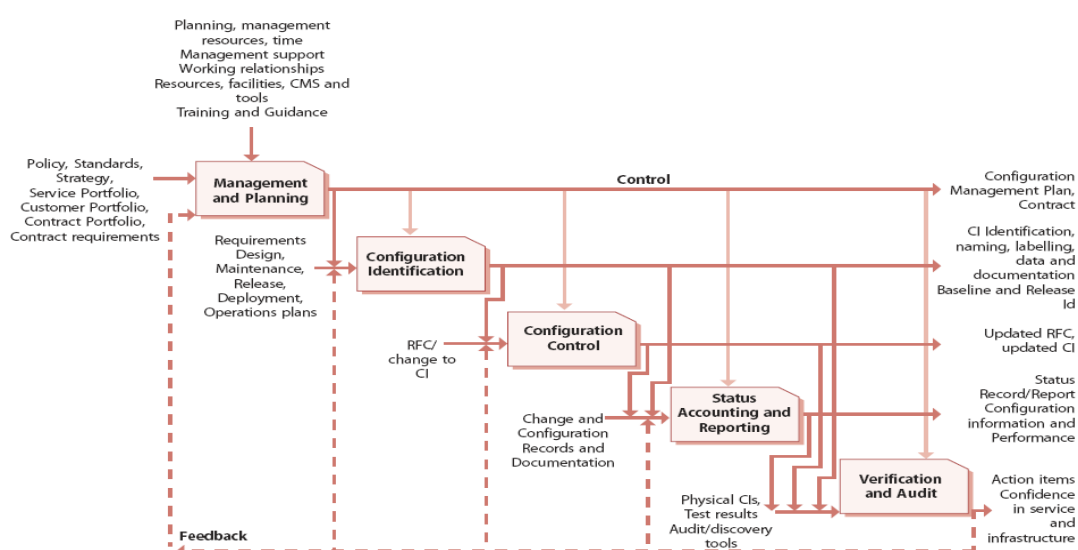 Planning, management
resources, time
Management support
Working relationships
Resources, facilities, CMS and
tools
Training and Guidance
Policy, Standards,
Strategy,
Service Portfolio,
Customer Portfolio,
Contract Portfolio,
Contract requirements
Management
and Planning
Control
Configuration
Management Plan,
Contract
Requirements
Design,
Maintenance,
Release,
Deployment,
Operations plans
Configuration
Identification
CI Identification,
naming, labelling,
data and
documentation
Baseline and Release
Id
RFC/
change to
CI
Configuration
Control
Updated RFC,
updated CI
Change and
Configuration
Records and
Documentation
Status
Accounting and
Reporting
Status
Record/Report
Configuration
information and
Performance
Physical CIs,
Test results
Audit/discovery
tools
Verification
and Audit
Action items
Confidence
in service
and
infrastructure
Feedback